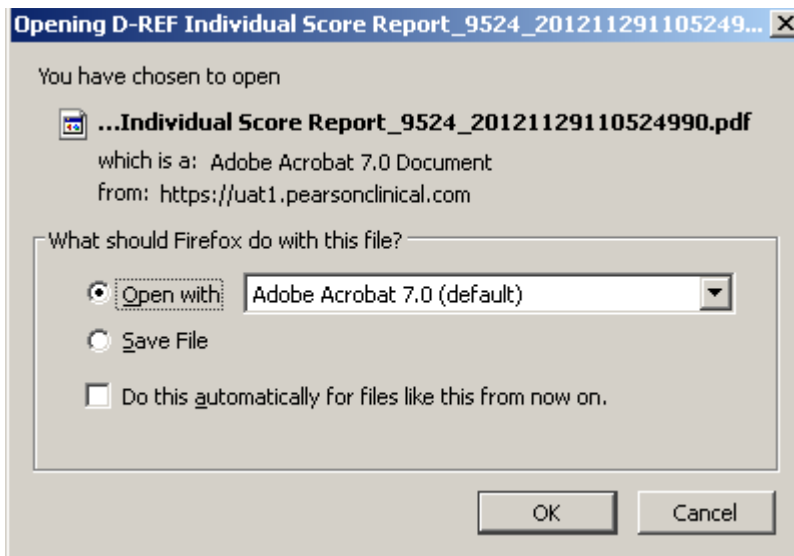 Opening D-REF Individual Score Report_9524_201211291105249...
You have chosen to open
...Individual Score Report_9524_20121129110524990.pdf
which is a: Adobe Acrobat 7.0 Document
from: https://uat1.pearsonclinical.com
What should Firefox do with this file?
Open with Adobe Acrobat 7.0 (default)
Save File
Do this automatically for files like this from now on.
OK Cancel